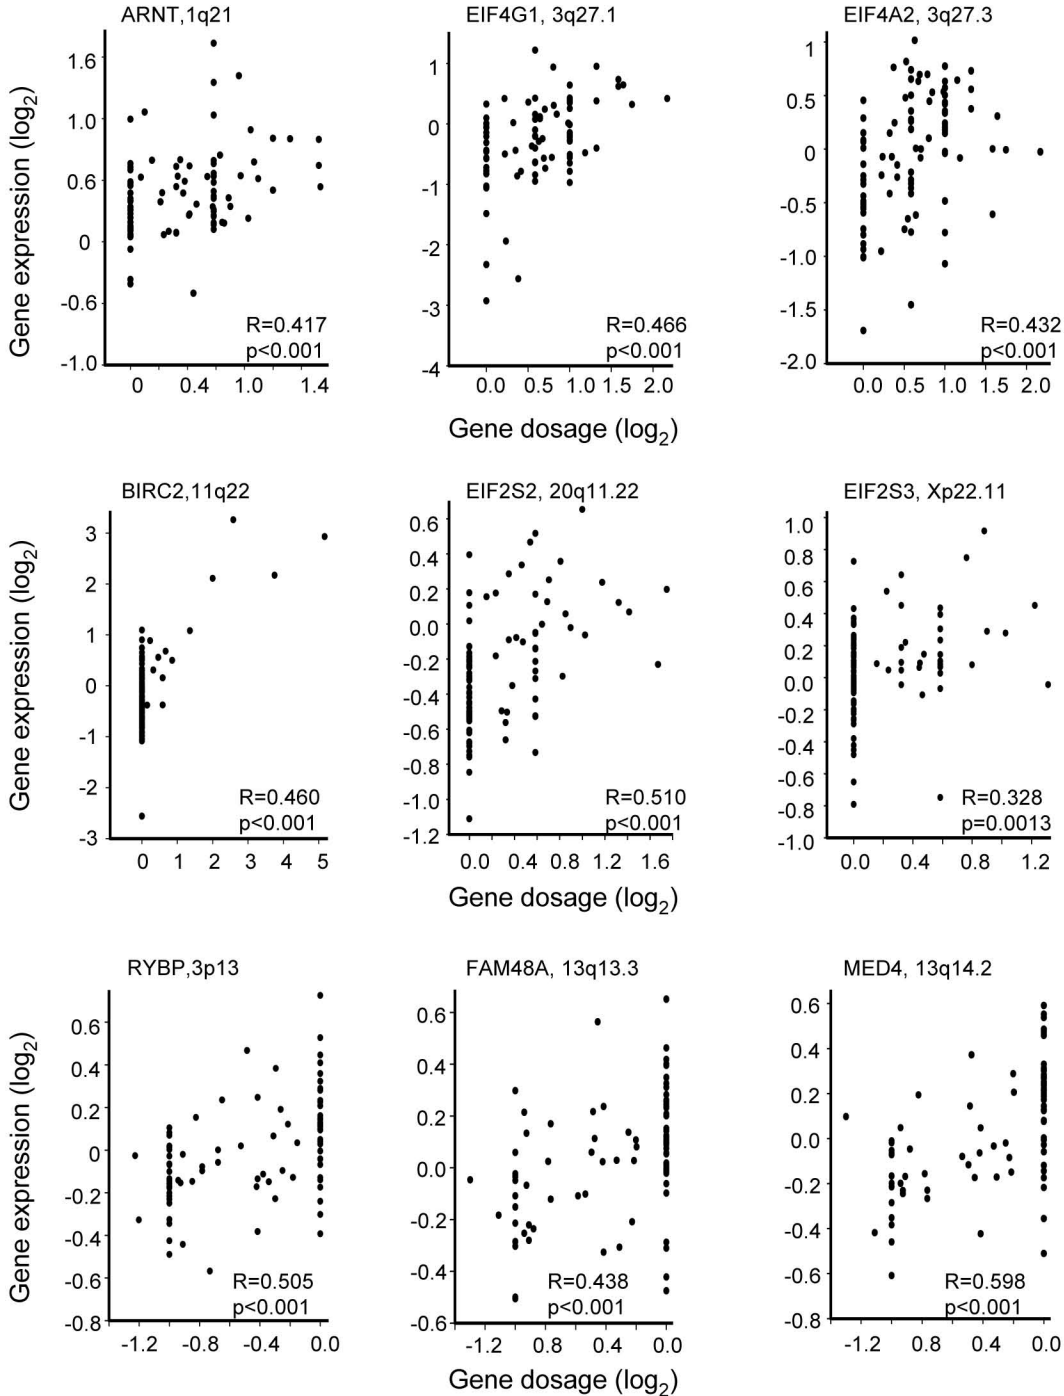 ARNT,1q21
EIF4G1, 3q27.1
EIF4A2, 3q27.3
Gene expression (log2)
1.6
1.0
0.6
0
-0.6
-1.0
R=0.417
p<0.001
0 0.4 1.0 1.4
1
0
-1
-2
-3
-4
R=0.466
p<0.001
0.0 0.5 1.0 1.5 2.0
1
0.5
0
-0.5
-1.0
-1.5
-2.0
R=0.432
p<0.001
0.0 0.5 1.0 1.5 2.0
Gene dosage (log2)
BIRC2,11q22
EIF2S2, 20q11.22
EIF2S3, Xp22.11
Gene expression (log2)
3
2
1
0
-1
-2
-3
R=0.460
p<0.001
0 1 2 3 4 5
0.6
0.4
0.2
0.0
-0.2
-0.4
-0.6
-0.8
-1.0
-1.2
R=0.510
p<0.001
0.0 0.4 0.8 1.2 1.6
1.0
0.8
0.6
0.4
0.2
0.0
-0.2
-0.4
-0.6
-0.8
-1.0
R=0.328
p=0.0013
0.0 0.4 0.8 1.2
Gene dosage (log2)
RYBP,3p13
FAM48A, 13q13.3
MED4, 13q14.2
Gene expression (log2)
0.6
0.4
0.2
0.0
-0.2
-0.4
-0.6
-0.8
R=0.505
p<0.001
-1.2 -0.8 -0.4 0.0
0.6
0.4
0.2
0.0
-0.2
-0.4
-0.6
R=0.438
p<0.001
-1.2 -0.8 -0.4 0.0
0.6
0.4
0.2
0.0
-0.2
-0.4
-0.6
-0.8
R=0.598
p<0.001
-1.2 0.8 0.4 0.0
Gene dosage (log2)